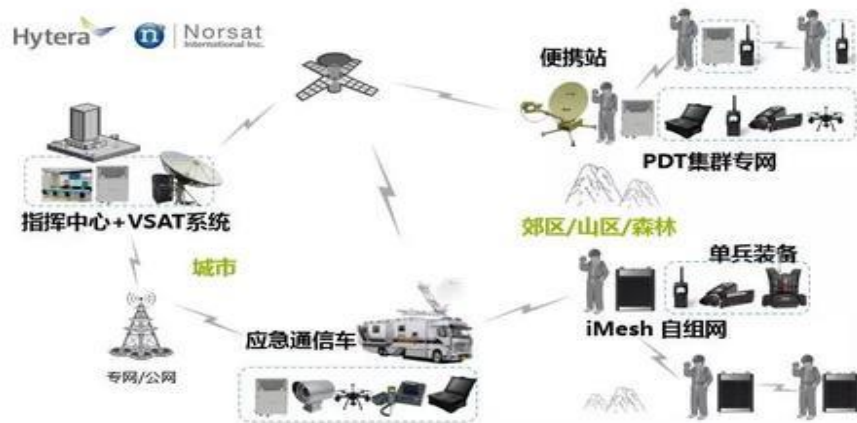 Hytera
n
Norsat
International Inc.
便携站
PDT集群专网
指挥中心+VSAT系统
郊区/山区/森林
城市
单兵装备
应急通信车
iMesh 自组网
专网/公网